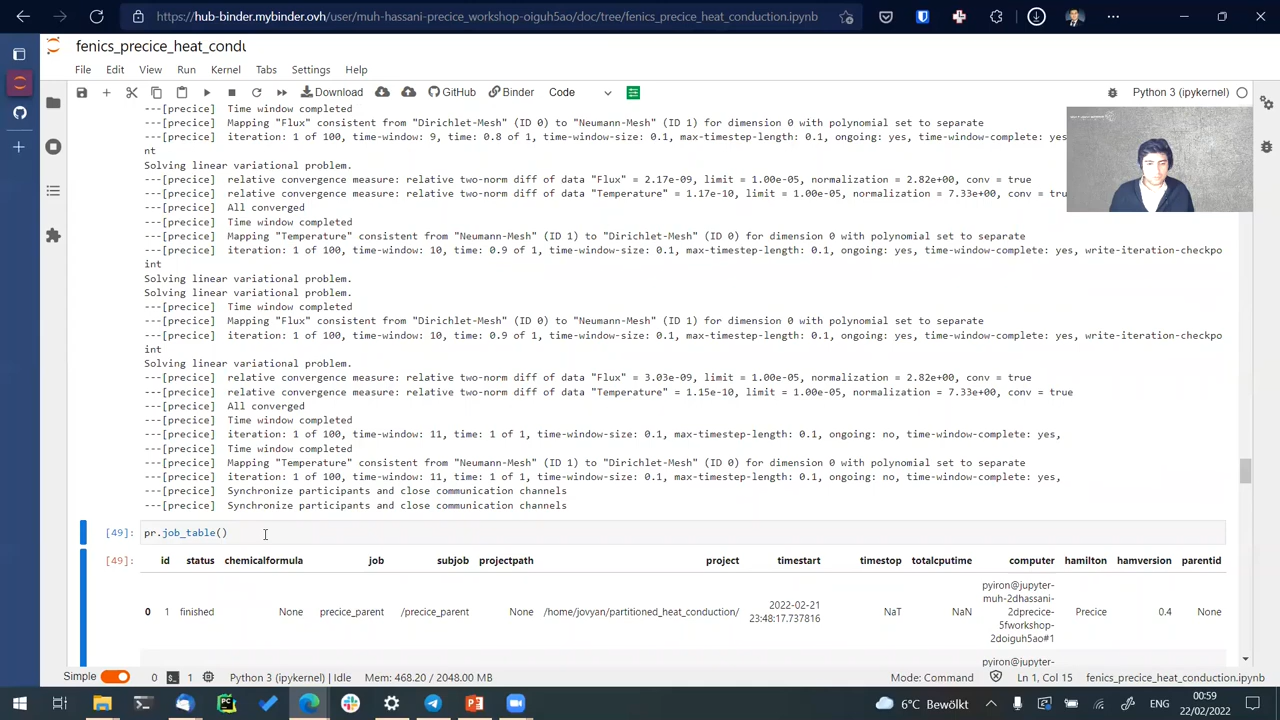 https://hub-binder.mybinder.ovh/user/muh-hassani-precice_workshop-oiguh5ao/doc/tree/fenics_precice_heat_conduction.ipynb
fenics_precice_heat_condu
File Edit View Run Kernel Tabs Settings Help
Download GitHub Binder Code Python 3 (ipykernel)
---[precice] Time window completed
---[precice] Mapping "Flux" consistent from "Dirichlet-Mesh" (ID 0) to "Neumann-Mesh" (ID 1) for dimension 0 with polynomial set to separate
---[precice] iteration: 1 of 100, time-window: 9, time: 0.8 of 1, time-window-size: 0.1, max-timestep-length: 0.1, ongoing: yes, time-window-complete: yes
nt
Solving linear variational problem.
---[precice] relative convergence measure: relative two-norm diff of data "Flux" = 2.17e-09, limit = 1.00e-05, normalization = 2.82e+00, conv = true
---[precice] relative convergence measure: relative two-norm diff of data "Temperature" = 1.17e-10, limit = 1.00e-05, normalization = 7.33e+00, conv = tru
---[precice] All converged
---[precice] Time window completed
---[precice] Mapping "Temperature" consistent from "Neumann-Mesh" (ID 1) to "Dirichlet-Mesh" (ID 0) for dimension 0 with polynomial set to separate
---[precice] iteration: 1 of 100, time-window: 10, time: 0.9 of 1, time-window-size: 0.1, max-timestep-length: 0.1, ongoing: yes, time-window-complete: yes, write-iteration-checkpo
int
Solving linear variational problem.
Solving linear variational problem.
---[precice] Time window completed
---[precice] Mapping "Flux" consistent from "Dirichlet-Mesh" (ID 0) to "Neumann-Mesh" (ID 1) for dimension 0 with polynomial set to separate
---[precice] iteration: 1 of 100, time-window: 10, time: 0.9 of 1, time-window-size: 0.1, max-timestep-length: 0.1, ongoing: yes, time-window-complete: yes, write-iteration-checkpo
int
Solving linear variational problem.
---[precice] relative convergence measure: relative two-norm diff of data "Flux" = 3.03e-09, limit = 1.00e-05, normalization = 2.82e+00, conv = true
---[precice] relative convergence measure: relative two-norm diff of data "Temperature" = 1.15e-10, limit = 1.00e-05, normalization = 7.33e+00, conv = true
---[precice] All converged
---[precice] Time window completed
---[precice] iteration: 1 of 100, time-window: 11, time: 1 of 1, time-window-size: 0.1, max-timestep-length: 0.1, ongoing: no, time-window-complete: yes,
---[precice] Time window completed
---[precice] Mapping "Temperature" consistent from "Neumann-Mesh" (ID 1) to "Dirichlet-Mesh" (ID 0) for dimension 0 with polynomial set to separate
---[precice] iteration: 1 of 100, time-window: 11, time: 1 of 1, time-window-size: 0.1, max-timestep-length: 0.1, ongoing: no, time-window-complete: yes,
---[precice] Synchronize participants and close communication channels
---[precice] Synchronize participants and close communication channels
[49]: pr.job_table()
[49]: id status chemicalformula job subjob projectpath project timestart timestop totalcputime computer hamilton hamversion parentid
0 1 finished None precice_parent /precice_parent None /home/jovyan/partitioned_heat_conduction/ 2022-02-21 23:48:17.737816 NaT NaN pyiron@jupyter-muh-2dhassani-2dprecice-5fworkshop-2doiguh5ao#1 Precice 0.4 None
pyiron@jupyter-
Simple 0 1 Python 3 (ipykernel) | Idle Mem: 468.20 / 2048.00 MB Mode: Command Ln 1, Col 15 fenics_precice_heat_conduction.ipynb
6°C Bewölkt ENG 00:59
22/02/2022